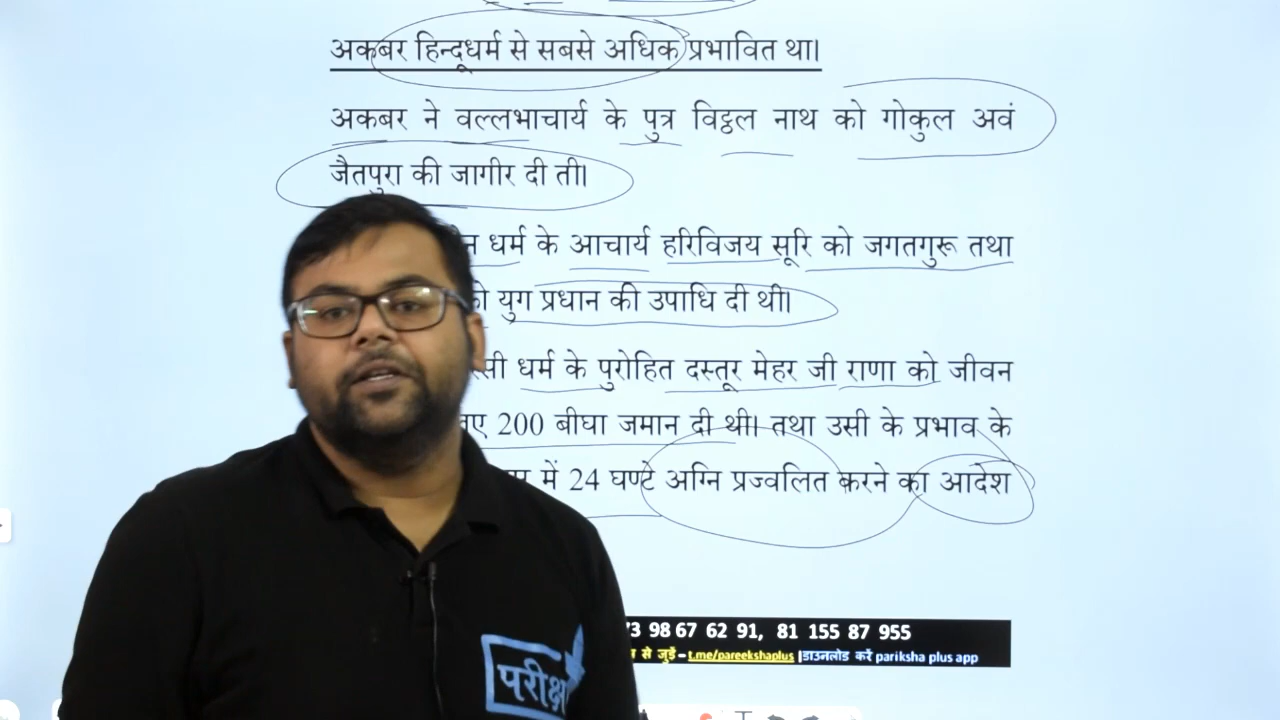 अकबर हिन्दूधर्म से सबसे अधिक प्रभावित था।
अकबर ने वल्लभाचार्य के पुत्र विट्ठल नाथ को गोकुल अवं
जैतपुरा की जागीर दी ती।
धर्म के आचार्य हरिविजय सूरि को जगतगुरू तथा
युग प्रधान की उपाधि दी थी।
धर्म के पुरोहित दस्तूर मेहर जी राणा को जीवन
200 बीघा जमान दी थी। तथा उसी के प्रभाव के
में 24 घण्टे अग्नि प्रज्वलित करने का आदेश
73 98 67 62 91, 81 155 87 955
से जुड़ें – t.me/pareekshaplus |डाउनलोड करें pariksha plus app
परीक्ष